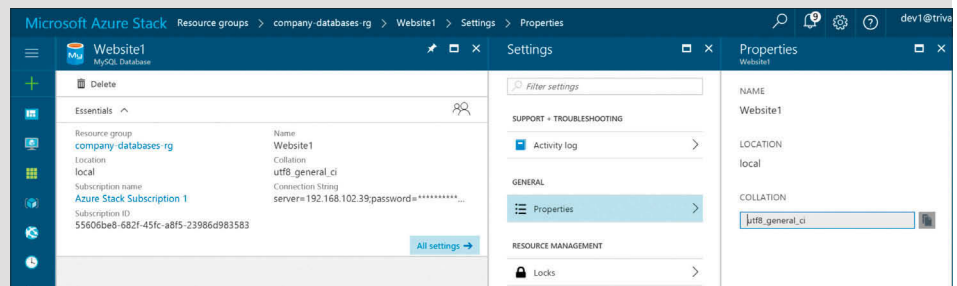 Microsoft Azure Stack Resource groups > company-databases-rg > Website1 > Settings > Properties
9
dev1@triva
Website1
MySQL Database
My
Delete
Essentials
Resource group
company-databases-rg
Location
local
Subscription name
Azure Stack Subscription 1
Subscription ID
55606be8-682f-45fc-a8f5-23986d983583
Name
Website1
Collation
utf8_general_ci
Connection String
server=192.168.102.39;password=**********...
All settings →
Settings
Filter settings
SUPPORT + TROUBLESHOOTING
Activity log
GENERAL
Properties
RESOURCE MANAGEMENT
Locks
Properties
Website1
NAME
Website1
LOCATION
local
COLLATION
utf8_general_ci